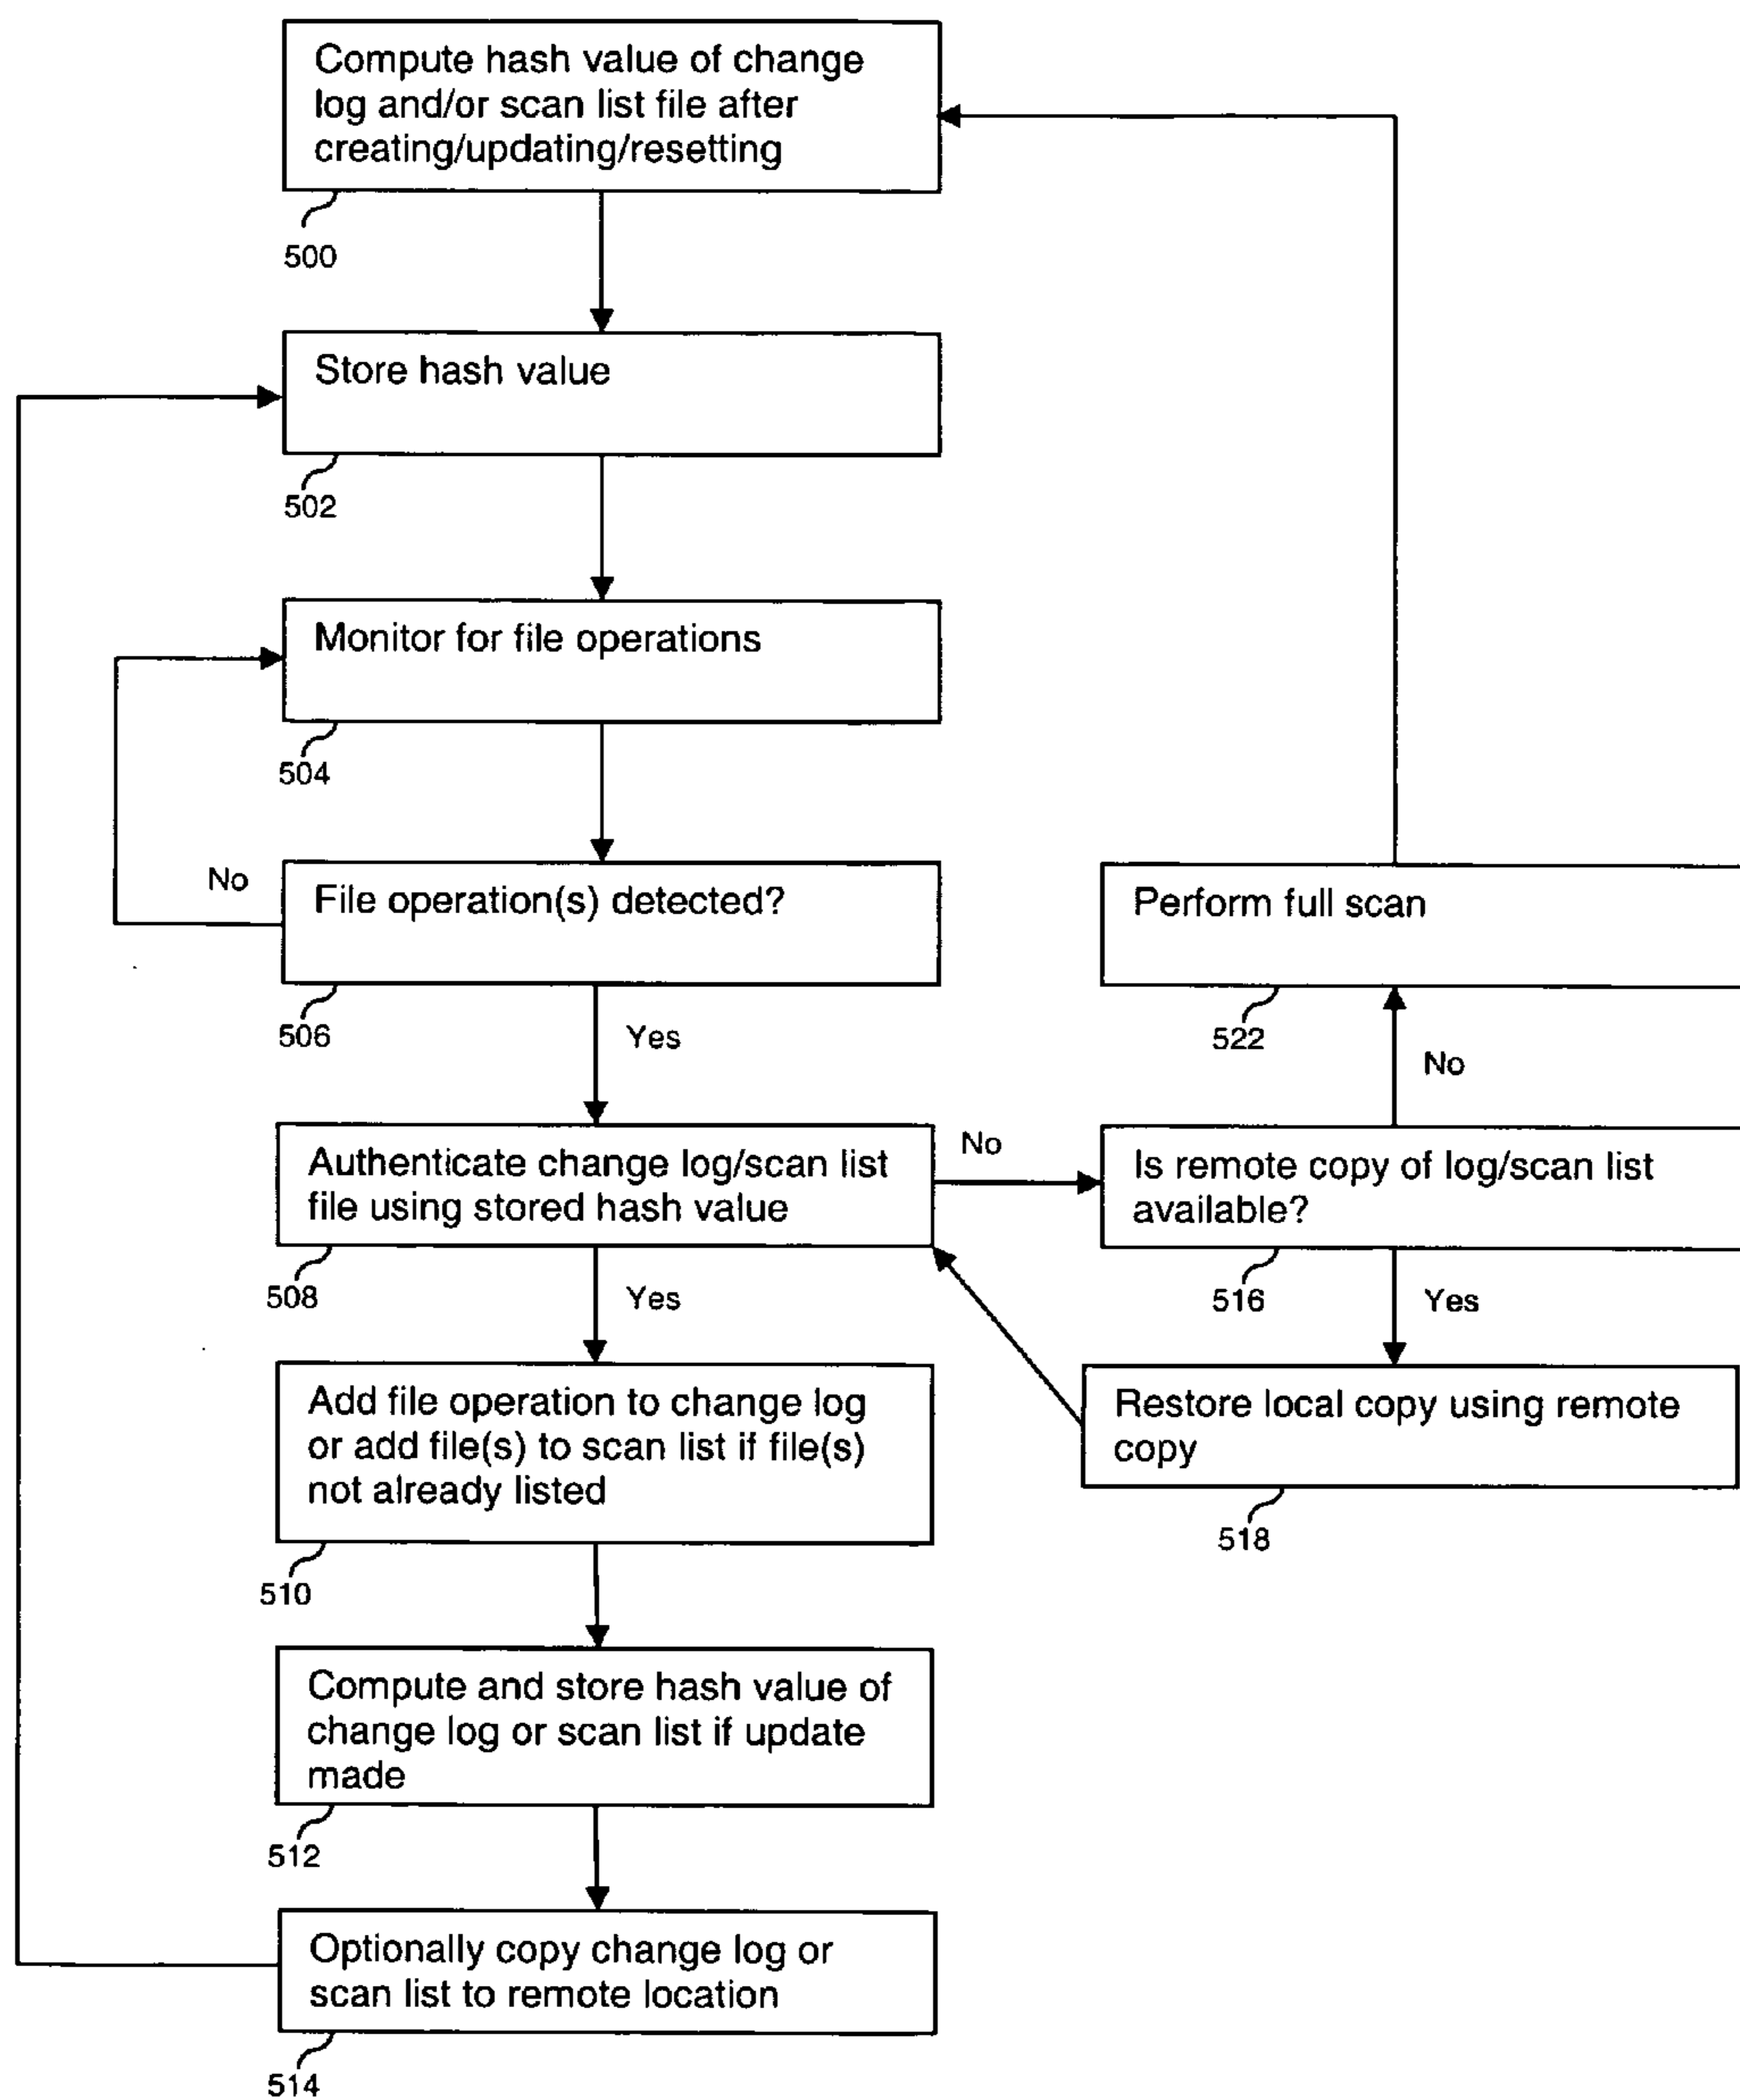 Compute hash value of change
log and/or scan list file after
creating/updating/resetting
500
Store hash value
502
Monitor for file operations
504
No
File operation(s) detected?
506
Yes
Perform full scan
522
No
Authenticate change log/scan list
file using stored hash value
508
No
Is remote copy of log/scan list
available?
516
Yes
Yes
Add file operation to change log
or add file(s) to scan list if file(s)
not already listed
510
Restore local copy using remote
copy
518
Compute and store hash value of
change log or scan list if update
made
512
Optionally copy change log or
scan list to remote location
514